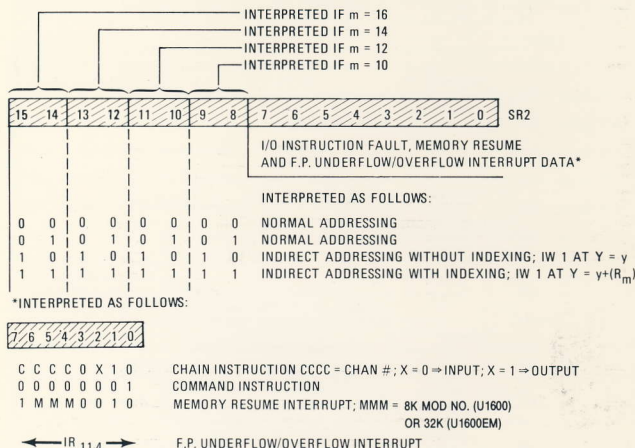 INTERPRETED IF m = 16
INTERPRETED IF m = 14
INTERPRETED IF m = 12
INTERPRETED IF m = 10
15 14 13 12 11 10 9 8 7 6 5 4 3 2 1 0 SR2
I/O INSTRUCTION FAULT, MEMORY RESUME
AND F.P. UNDERFLOW/OVERFLOW INTERRUPT DATA*
INTERPRETED AS FOLLOWS:
0 0 0 0 0 0 0 0 NORMAL ADDRESSING
0 1 0 1 0 1 0 1 NORMAL ADDRESSING
1 0 1 0 1 0 1 0 INDIRECT ADDRESSING WITHOUT INDEXING; IW 1 AT Y = y
1 1 1 1 1 1 1 1 INDIRECT ADDRESSING WITH INDEXING; IW 1 AT Y = y+(Rm)
*INTERPRETED AS FOLLOWS:
7 6 5 4 3 2 1 0
C C C C 0 X 1 0 CHAIN INSTRUCTION CCCC = CHAN #; X = 0 ⇒ INPUT; X = 1 ⇒ OUTPUT
0 0 0 0 0 0 0 1 COMMAND INSTRUCTION
1 M M M 0 0 1 0 MEMORY RESUME INTERRUPT; MMM = 8K MOD NO. (U1600)
OR 32K (U1600EM)
IR 11-4 F.P. UNDERFLOW/OVERFLOW INTERRUPT